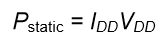 Pstatic = IDDVDD